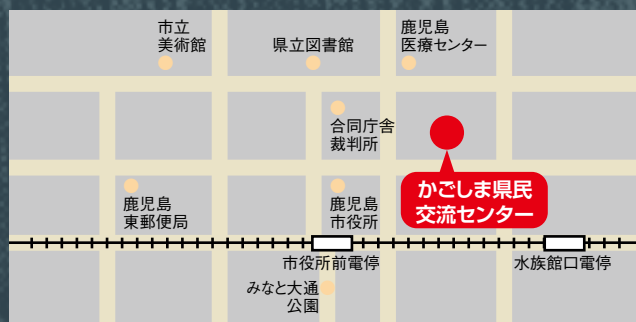 市立
美術館
県立図書館
鹿児島
医療センター
合同庁舎
裁判所
かごしま県民
交流センター
鹿児島
東郵便局
鹿児島
市役所
市役所前電停
水族館口電停
みなと大通
公園